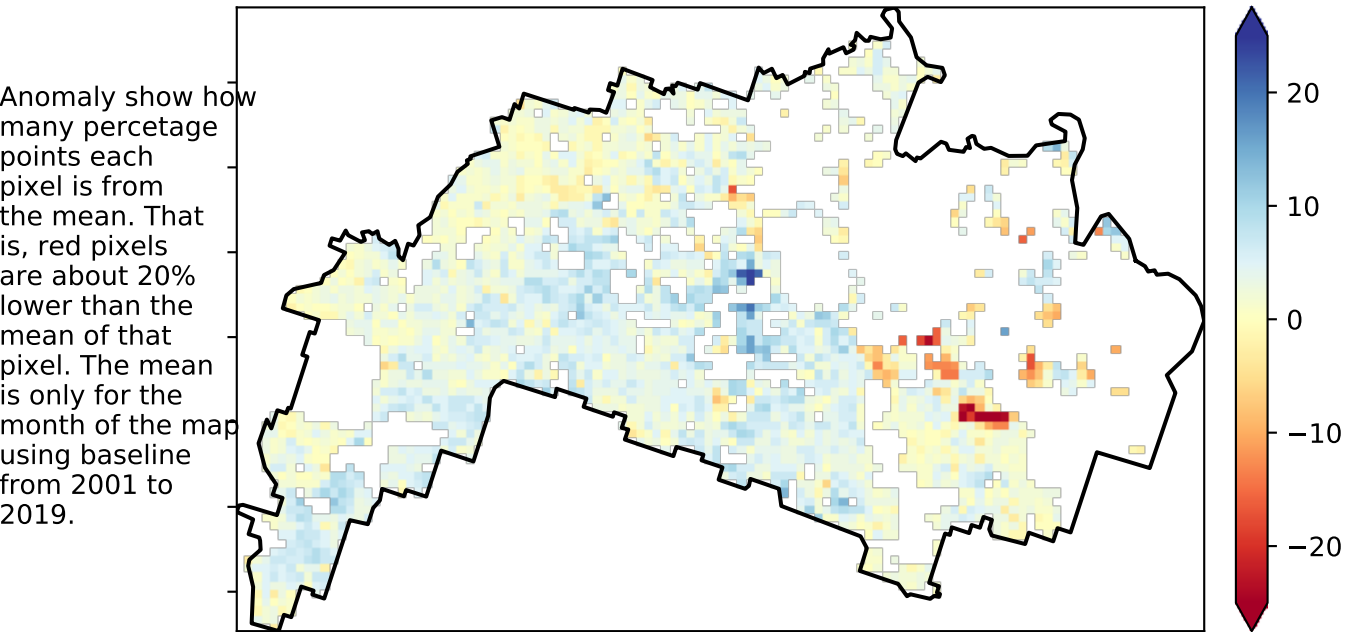 Anomaly show how
many percetage
points each
pixel is from
the mean. That
is, red pixels
are about 20%
lower than the
mean of that
pixel. The mean
is only for the
month of the map
using baseline
from 2001 to
2019.
20
10
0
−10
−20